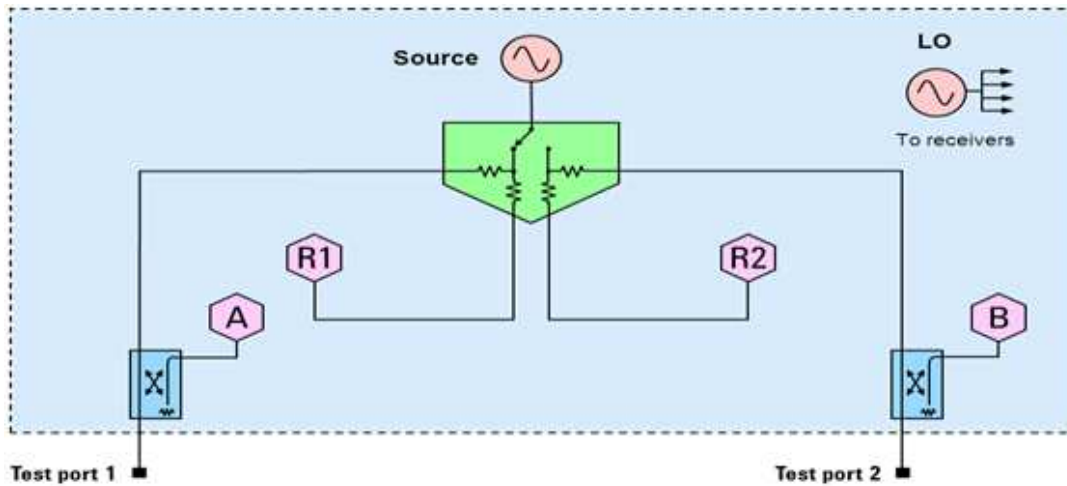 Source
LO
To receivers
R1
R2
A
B
Test port 1
Test port 2